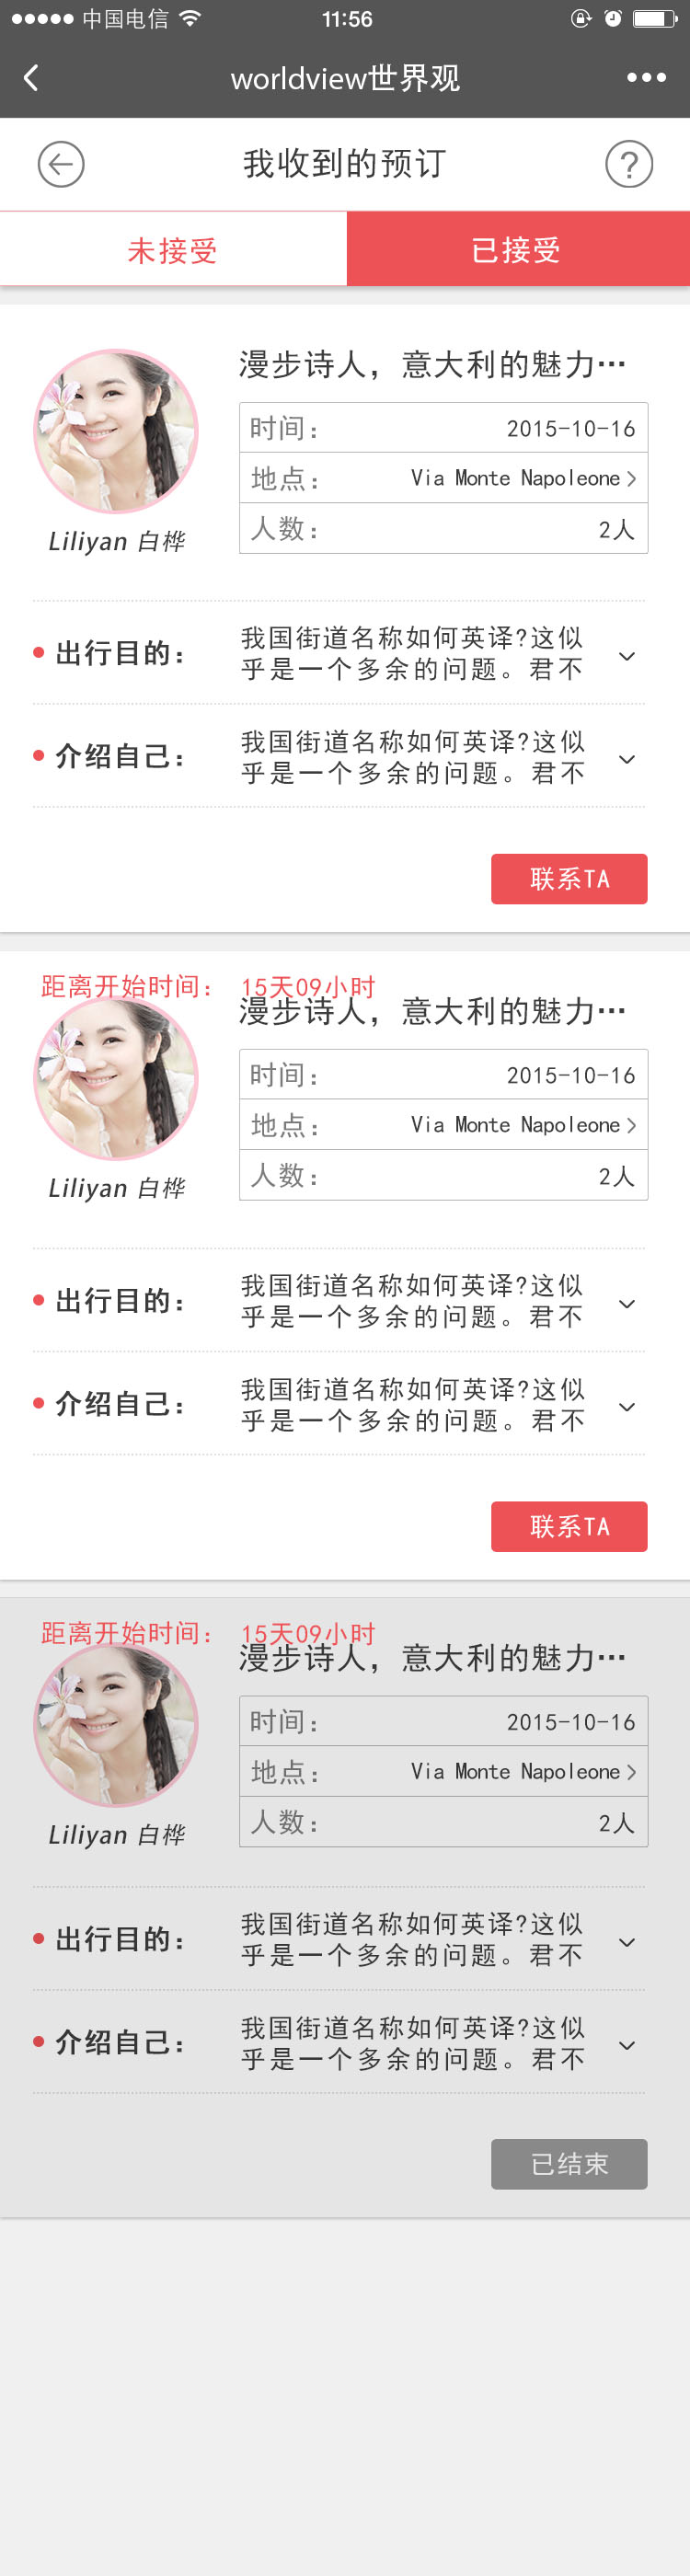 中国电信 11:56
worldview世界观
我收到的预订
未接受 已接受
漫步诗人，意大利的魅力…
时间： 2015-10-16
地点： Via Monte Napoleone
人数： 2人
Liliyan 白桦
出行目的： 我国街道名称如何英译?这似
乎是一个多余的问题。君不
介绍自己： 我国街道名称如何英译?这似
乎是一个多余的问题。君不
联系TA
距离开始时间： 15天09小时
漫步诗人，意大利的魅力…
时间： 2015-10-16
地点： Via Monte Napoleone
人数： 2人
Liliyan 白桦
出行目的： 我国街道名称如何英译?这似
乎是一个多余的问题。君不
介绍自己： 我国街道名称如何英译?这似
乎是一个多余的问题。君不
联系TA
距离开始时间： 15天09小时
漫步诗人，意大利的魅力…
时间： 2015-10-16
地点： Via Monte Napoleone
人数： 2人
Liliyan 白桦
出行目的： 我国街道名称如何英译?这似
乎是一个多余的问题。君不
介绍自己： 我国街道名称如何英译?这似
乎是一个多余的问题。君不
已结束